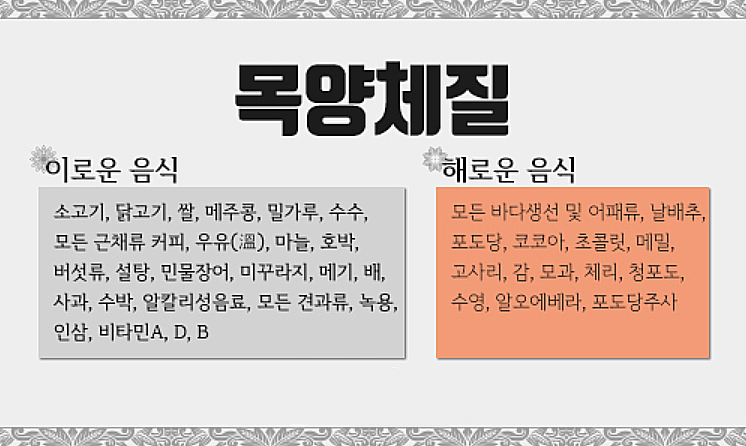 목양체질
이로운 음식
소고기, 닭고기, 쌀, 메주콩, 밀가루, 수수,
모든 근채류 커피, 우유(溫), 마늘, 호박,
버섯류, 설탕, 민물장어, 미꾸라지, 메기, 배,
사과, 수박, 알칼리성음료, 모든 견과류, 녹용,
인삼, 비타민A, D, B
해로운 음식
모든 바다생선 및 어패류, 날배추,
포도당, 코코아, 초콜릿, 메밀,
고사리, 감, 모과, 체리, 청포도,
수영, 알오에베라, 포도당주사